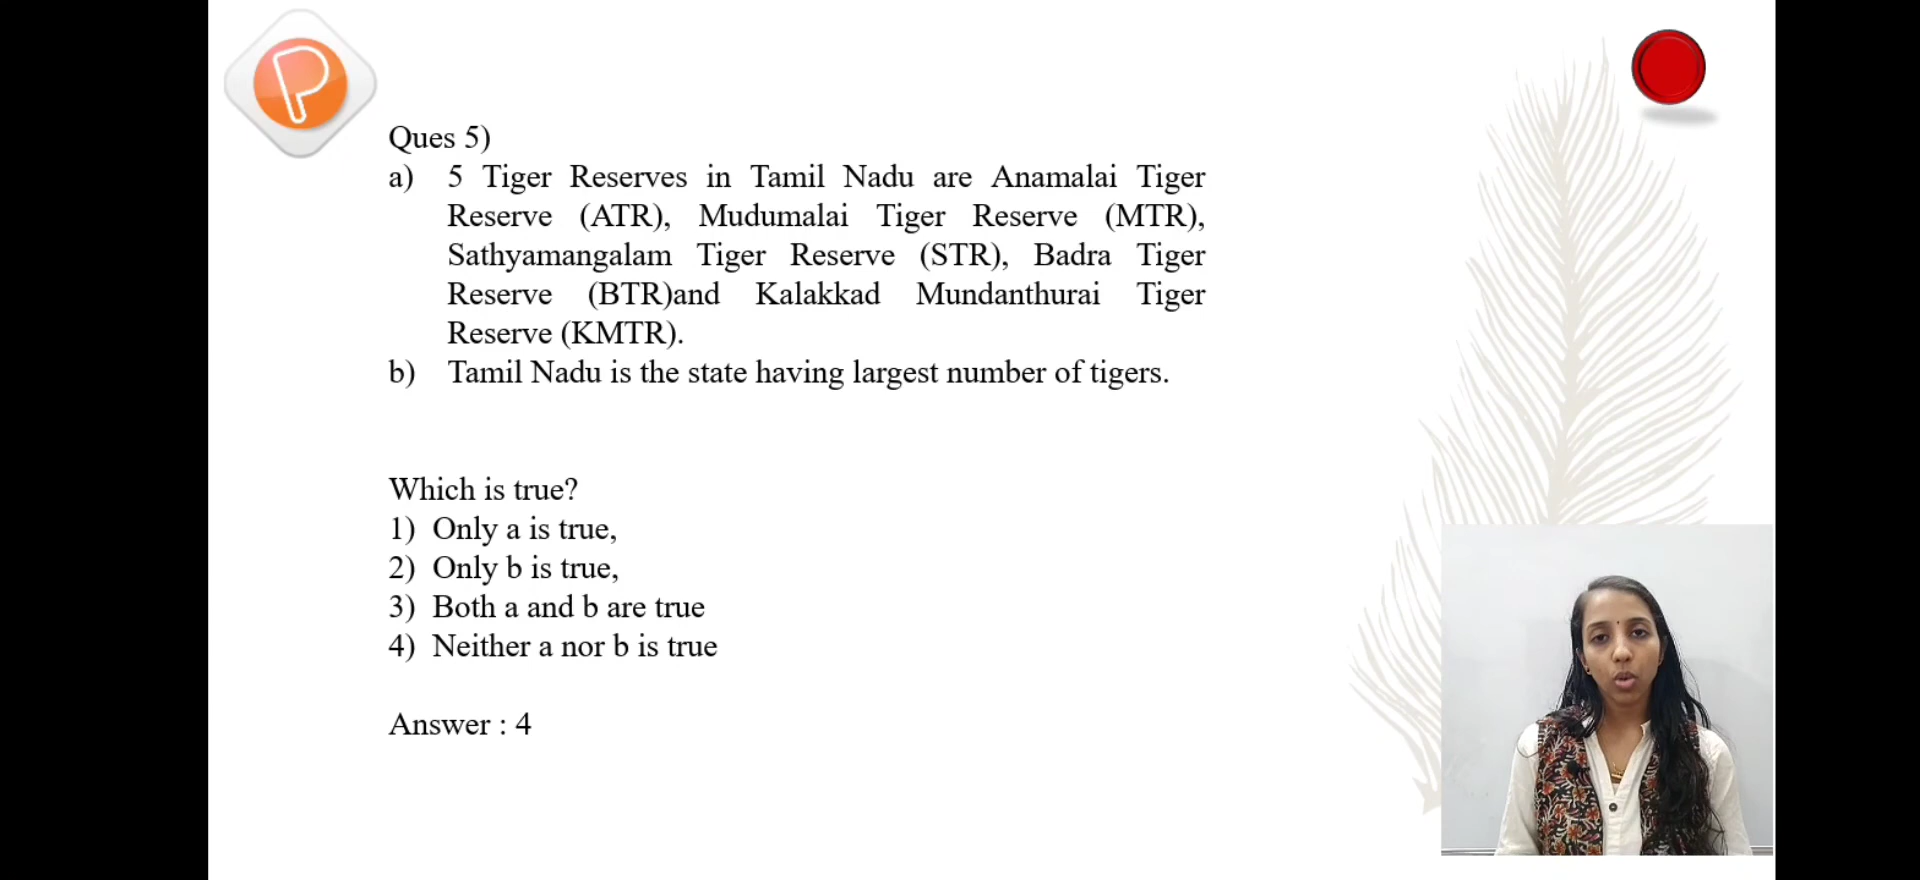 Ques 5)
a) 5 Tiger Reserves in Tamil Nadu are Anamalai Tiger
Reserve (ATR), Mudumalai Tiger Reserve (MTR),
Sathyamangalam Tiger Reserve (STR), Badra Tiger
Reserve (BTR)and Kalakkad Mundanthurai Tiger
Reserve (KMTR).
b) Tamil Nadu is the state having largest number of tigers.
Which is true?
1) Only a is true,
2) Only b is true,
3) Both a and b are true
4) Neither a nor b is true
Answer : 4